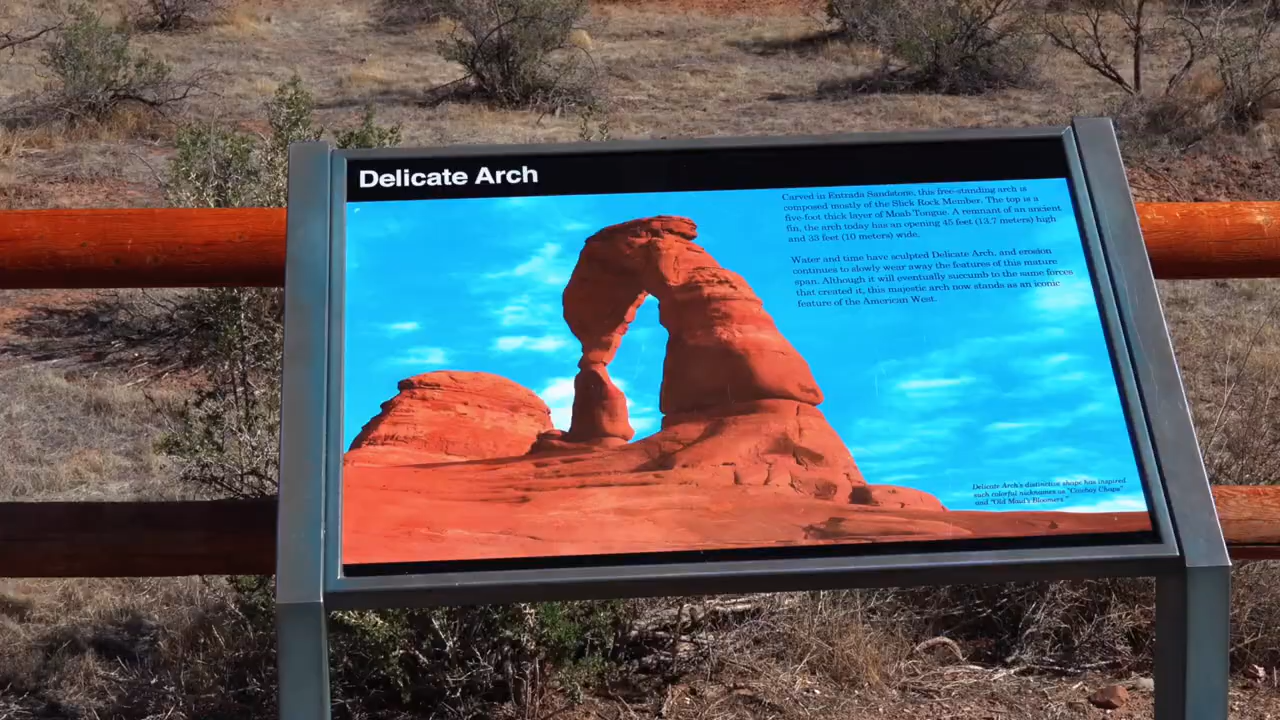 Delicate Arch
Carved in Entrada Sandstone, this free-standing arch is
composed mostly of the Slick Rock Member. The top is a
five-foot thick layer of Moab Tongue. A remnant of an ancient
fin, the arch today has an opening 45 feet (13.7 meters) high
and 33 feet (10 meters) wide.
Water and time have sculpted Delicate Arch, and erosion
continues to slowly wear away the features of this mature
span. Although it will eventually succumb to the same forces
that created it, this majestic arch now stands as an iconic
feature of the American West.
Delicate Arch's distinctive shape has inspired
such colorful nicknames as "Cowboy Chaps"
and "Old Maid's Bloomers."